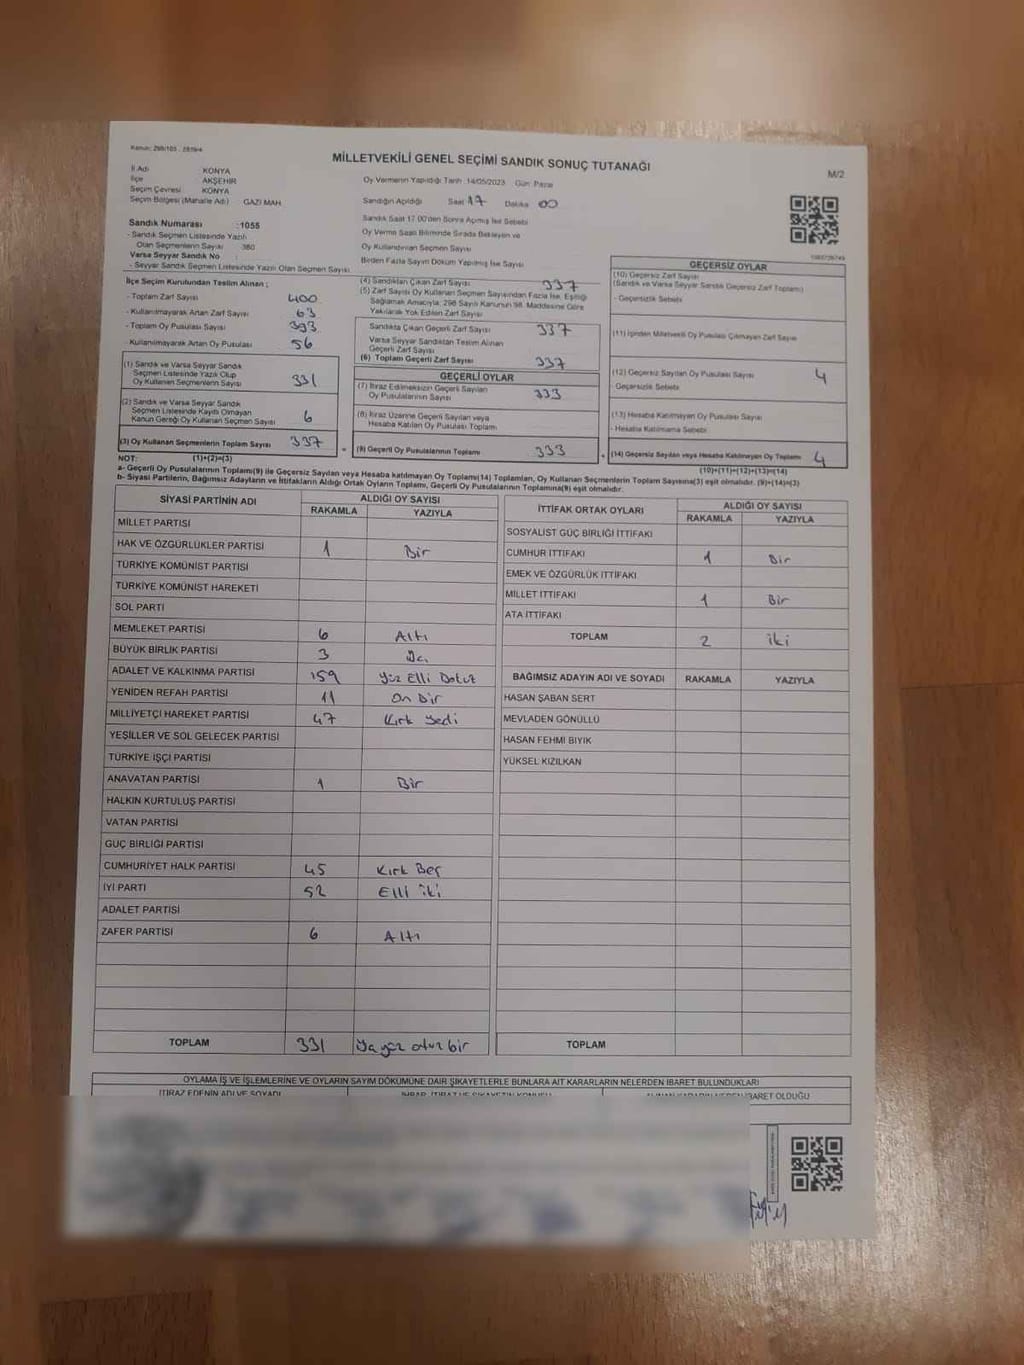 Kanun: 298/105 , 2839/4
MİLLETVEKİLİ GENEL SEÇİMİ SANDIK SONUÇ TUTANAĞI
M/2
İl Adı KONYA
İlçe AKŞEHİR
Seçim Çevresi KONYA
Seçim Bölgesi (Mahalle Adı) GAZİ MAH.
Oy Vermenin Yapıldığı Tarih 14/05/2023 Gün: Pazar
Sandığın Açıldığı Saat 17 Dakika 00
Sandık Saat 17.00'den Sonra Açılmış İse Sebebi
Oy Verme Saati Bitiminde Sırada Bekleyen ve
Oy Kullandırılan Seçmen Sayısı
Birden Fazla Sayım Döküm Yapılmış İse Sayısı
Sandık Numarası :1055
- Sandık Seçmen Listesinde Yazılı
Olan Seçmenlerin Sayısı 380
Varsa Seyyar Sandık No
- Seyyar Sandık Seçmen Listesinde Yazılı Olan Seçmen Sayısı
İlçe Seçim Kurulundan Teslim Alınan ;
- Toplam Zarf Sayısı 400
- Kullanılmayarak Artan Zarf Sayısı 63
- Toplam Oy Pusulası Sayısı 393
- Kullanılmayarak Artan Oy Pusulası 56
(1) Sandık ve Varsa Seyyar Sandık
Seçmen Listesinde Yazılı Olup
Oy Kullanan Seçmenlerin Sayısı 331
(2) Sandık ve Varsa Seyyar Sandık
Seçmen Listesinde Kayıtlı Olmayan
Kanun Gereği Oy Kullanan Seçmen Sayısı 6
(3) Oy Kullanan Seçmenlerin Toplam Sayısı 337
(4) Sandıktan Çıkan Zarf Sayısı 337
(5) Zarf Sayısı Oy Kullanan Seçmen Sayısından Fazla İse, Eşitliği
Sağlamak Amacıyla; 298 Sayılı Kanunun 98. Maddesine Göre
Yakılarak Yok Edilen Zarf Sayısı
Sandıkta Çıkan Geçerli Zarf Sayısı 337
Varsa Seyyar Sandıktan Teslim Alınan
Geçerli Zarf Sayısı
(6) Toplam Geçerli Zarf Sayısı 337
GEÇERLİ OYLAR
(7) İtiraz Edilmeksizin Geçerli Sayılan
Oy Pusulalarının Sayısı 333
(8) İtiraz Üzerine Geçerli Sayılan veya
Hesaba Katılan Oy Pusulası Toplamı
= (9) Geçerli Oy Pusulalarının Toplamı 333
GEÇERSİZ OYLAR
(10) Geçersiz Zarf Sayısı
(Sandık ve Varsa Seyyar Sandık Geçersiz Zarf Toplamı)
- Geçersizlik Sebebi
(11) İçinden Milletvekili Oy Pusulası Çıkmayan Zarf Sayısı
(12) Geçersiz Sayılan Oy Pusulası Sayısı 4
Geçersizlik Sebebi
(13) Hesaba Katılmayan Oy Pusulası Sayısı
- Hesaba Katılmama Sebebi
+ (14) Geçersiz Sayılan veya Hesaba Katılmayan Oy Toplamı 4
NOT: (1)+(2)=(3)
(10)+(11)+(12)+(13)=(14)
a- Geçerli Oy Pusulalarının Toplamı(9) ile Geçersiz Sayılan veya Hesaba katılmayan Oy Toplamı(14) Toplamları, Oy Kullanan Seçmenlerin Toplam Sayısına(3) eşit olmalıdır. (9)+(14)=(3)
b- Siyasi Partilerin, Bağımsız Adayların ve İttifakların Aldığı Ortak Oyların Toplamı, Geçerli Oy Pusulalarının Toplamına(9) eşit olmalıdır.
SİYASİ PARTİNİN ADI ALDIĞI OY SAYISI
RAKAMLA YAZIYLA
MİLLET PARTİSİ
HAK VE ÖZGÜRLÜKLER PARTİSİ 1 Bir
TÜRKİYE KOMÜNİST PARTİSİ
TÜRKİYE KOMÜNİST HAREKETİ
SOL PARTİ
MEMLEKET PARTİSİ 6 Altı
BÜYÜK BİRLİK PARTİSİ 3 Üç
ADALET VE KALKINMA PARTİSİ 159 Yüz Elli Dokuz
YENİDEN REFAH PARTİSİ 11 On Bir
MİLLİYETÇİ HAREKET PARTİSİ 47 Kırk Yedi
YEŞİLLER VE SOL GELECEK PARTİSİ
TÜRKİYE İŞÇİ PARTİSİ
ANAVATAN PARTİSİ 1 Bir
HALKIN KURTULUŞ PARTİSİ
VATAN PARTİSİ
GÜÇ BİRLİĞİ PARTİSİ
CUMHURİYET HALK PARTİSİ 45 Kırk Beş
İYİ PARTİ 52 Elli iki
ADALET PARTİSİ
ZAFER PARTİSİ 6 Altı
TOPLAM 331 otuz bir
İTTİFAK ORTAK OYLARI ALDIĞI OY SAYISI
RAKAMLA YAZIYLA
SOSYALİST GÜÇ BİRLİĞİ İTTİFAKI
CUMHUR İTTİFAKI 1 Bir
EMEK VE ÖZGÜRLÜK İTTİFAKI
MİLLET İTTİFAKI 1 Bir
ATA İTTİFAKI
TOPLAM 2 iki
BAĞIMSIZ ADAYIN ADI VE SOYADI RAKAMLA YAZIYLA
HASAN ŞABAN SERT
MEVLADEN GÖNÜLLÜ
HASAN FEHMİ BIYIK
YÜKSEL KIZILKAN
TOPLAM
OYLAMA İŞ VE İŞLEMLERİNE VE OYLARIN SAYIM DÖKÜMÜNE DAİR ŞİKAYETLERLE BUNLARA AİT KARARLARIN NELERDEN İBARET BULUNDUKLARI
İTİRAZ EDENİN ADI VE SOYADI İBARET OLDUĞU